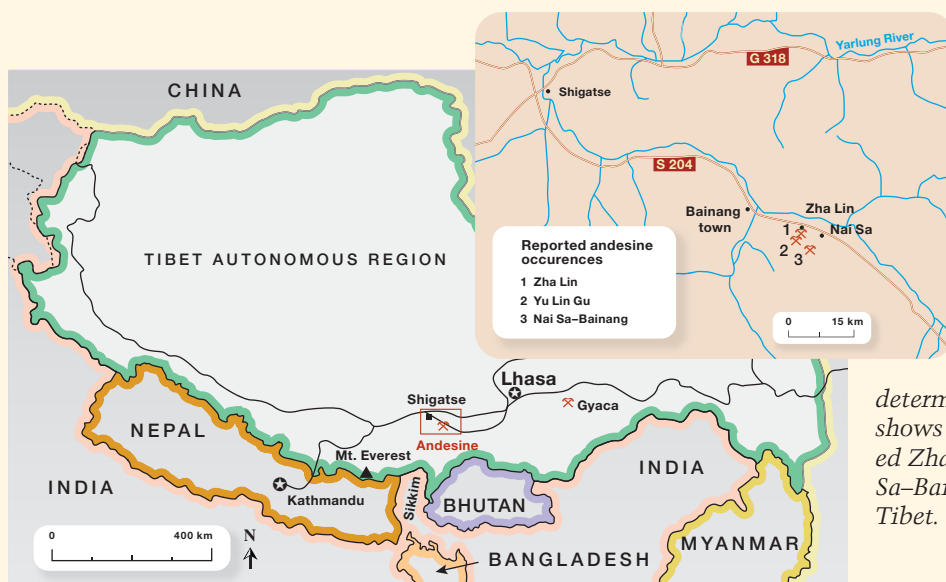 CHINA
TIBET AUTONOMOUS REGION
Lhasa
Shigatse
Gyaca
Andesine
NEPAL
Mt. Everest
INDIA
Kathmandu
Sikkim
BHUTAN
INDIA
BANGLADESH
MYANMAR
0 400 km
N
Yarlung River
G 318
Shigatse
S 204
Bainang
town
Zha Lin
Nai Sa
1
2
3
Reported andesine
occurences
1 Zha Lin
2 Yu Lin Gu
3 Nai Sa–Bainang
0 15 km
determ
shows
ed Zha
Sa–Bar
Tibet.